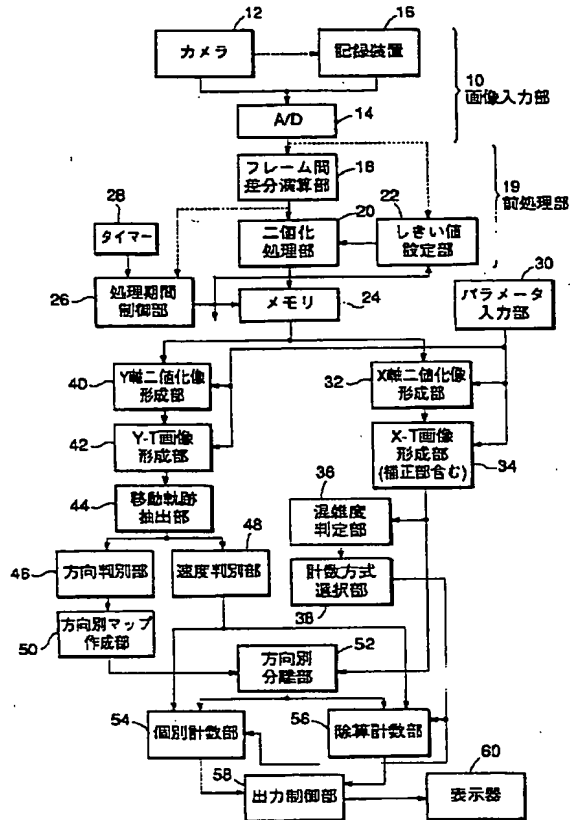 12
16
カメラ
記録装置
10
画像入力部
A/D
14
フレーム間
差分演算部
18
19
前処理部
28
タイマー
20
22
二値化
処理部
しきい値
設定部
26
処理期間
制御部
メモリ
24
30
パラメータ
入力部
40
Y軸二値化像
形成部
32
X軸二値化像
形成部
42
Y-T画像
形成部
X-T画像
形成部
(補正部含む)
34
44
移動軌跡
抽出部
36
混雑度
判定部
46
方向判別部
48
速度判別部
計数方式
選択部
38
50
方向別マップ
作成部
52
方向別
分離部
54
個別計数部
56
除算計数部
58
出力制御部
60
表示器